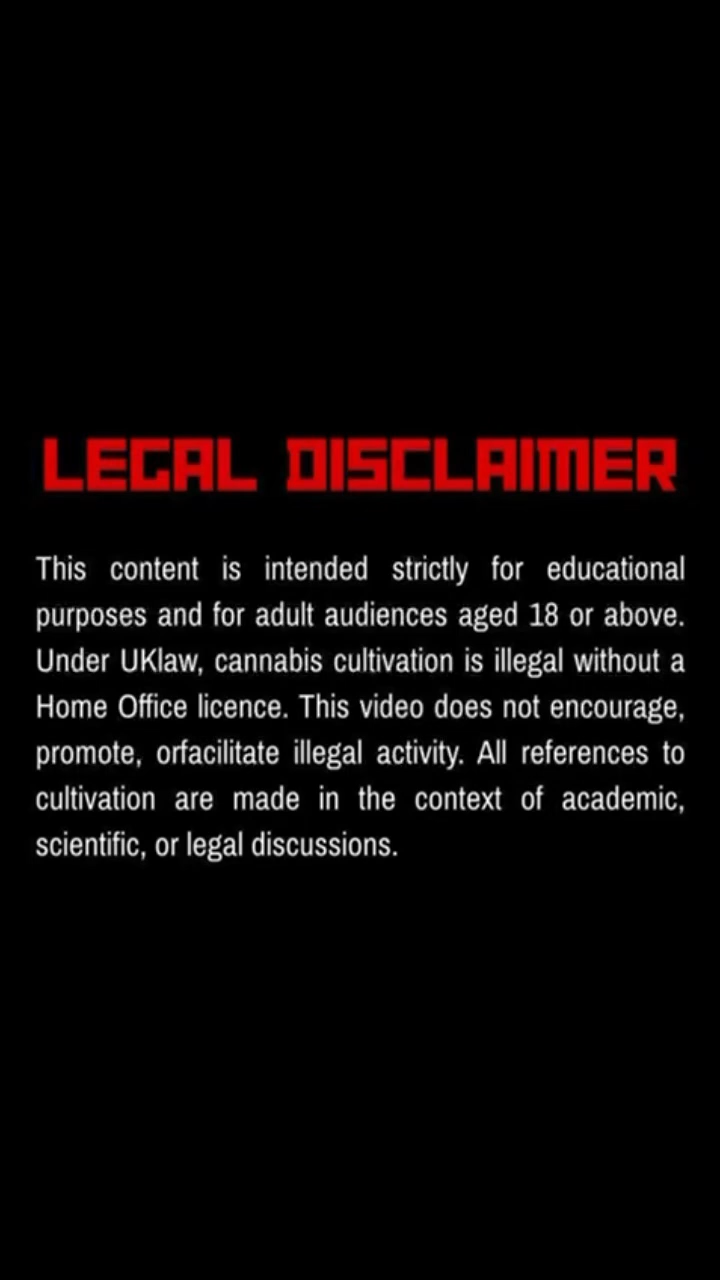 LEGAL DISCLAIMER
This content is intended strictly for educational
purposes and for adult audiences aged 18 or above.
Under UKlaw, cannabis cultivation is illegal without a
Home Office licence. This video does not encourage,
promote, orfacilitate illegal activity. All references to
cultivation are made in the context of academic,
scientific, or legal discussions.